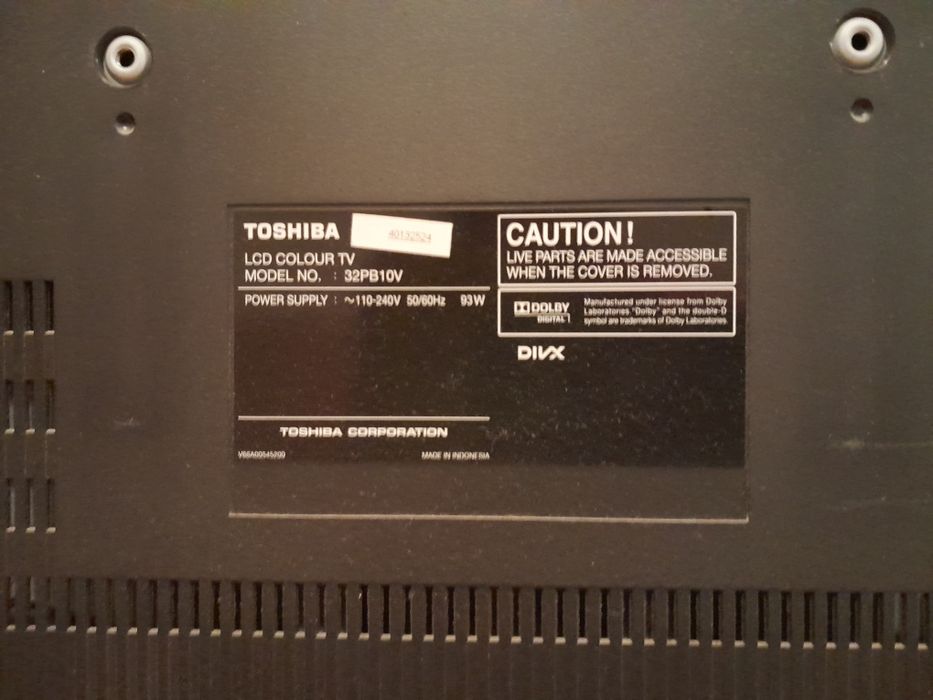 TOSHIBA
40132524
LCD COLOUR TV
MODEL NO. : 32PB10V
POWER SUPPLY : ~110-240V 50/60Hz 93W
TOSHIBA CORPORATION
V66A00545200
MADE IN INDONESIA
CAUTION!
LIVE PARTS ARE MADE ACCESSIBLE
WHEN THE COVER IS REMOVED.
DOLBY
DIGITAL
Manufactured under license from Dolby
Laboratories. "Dolby" and the double-D
symbol are trademarks of Dolby Laboratories.
DIVX